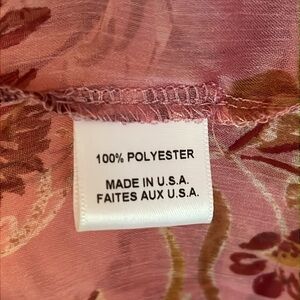 100% POLYESTER
MADE IN U.S.A.
FAITES AUX U.S.A.